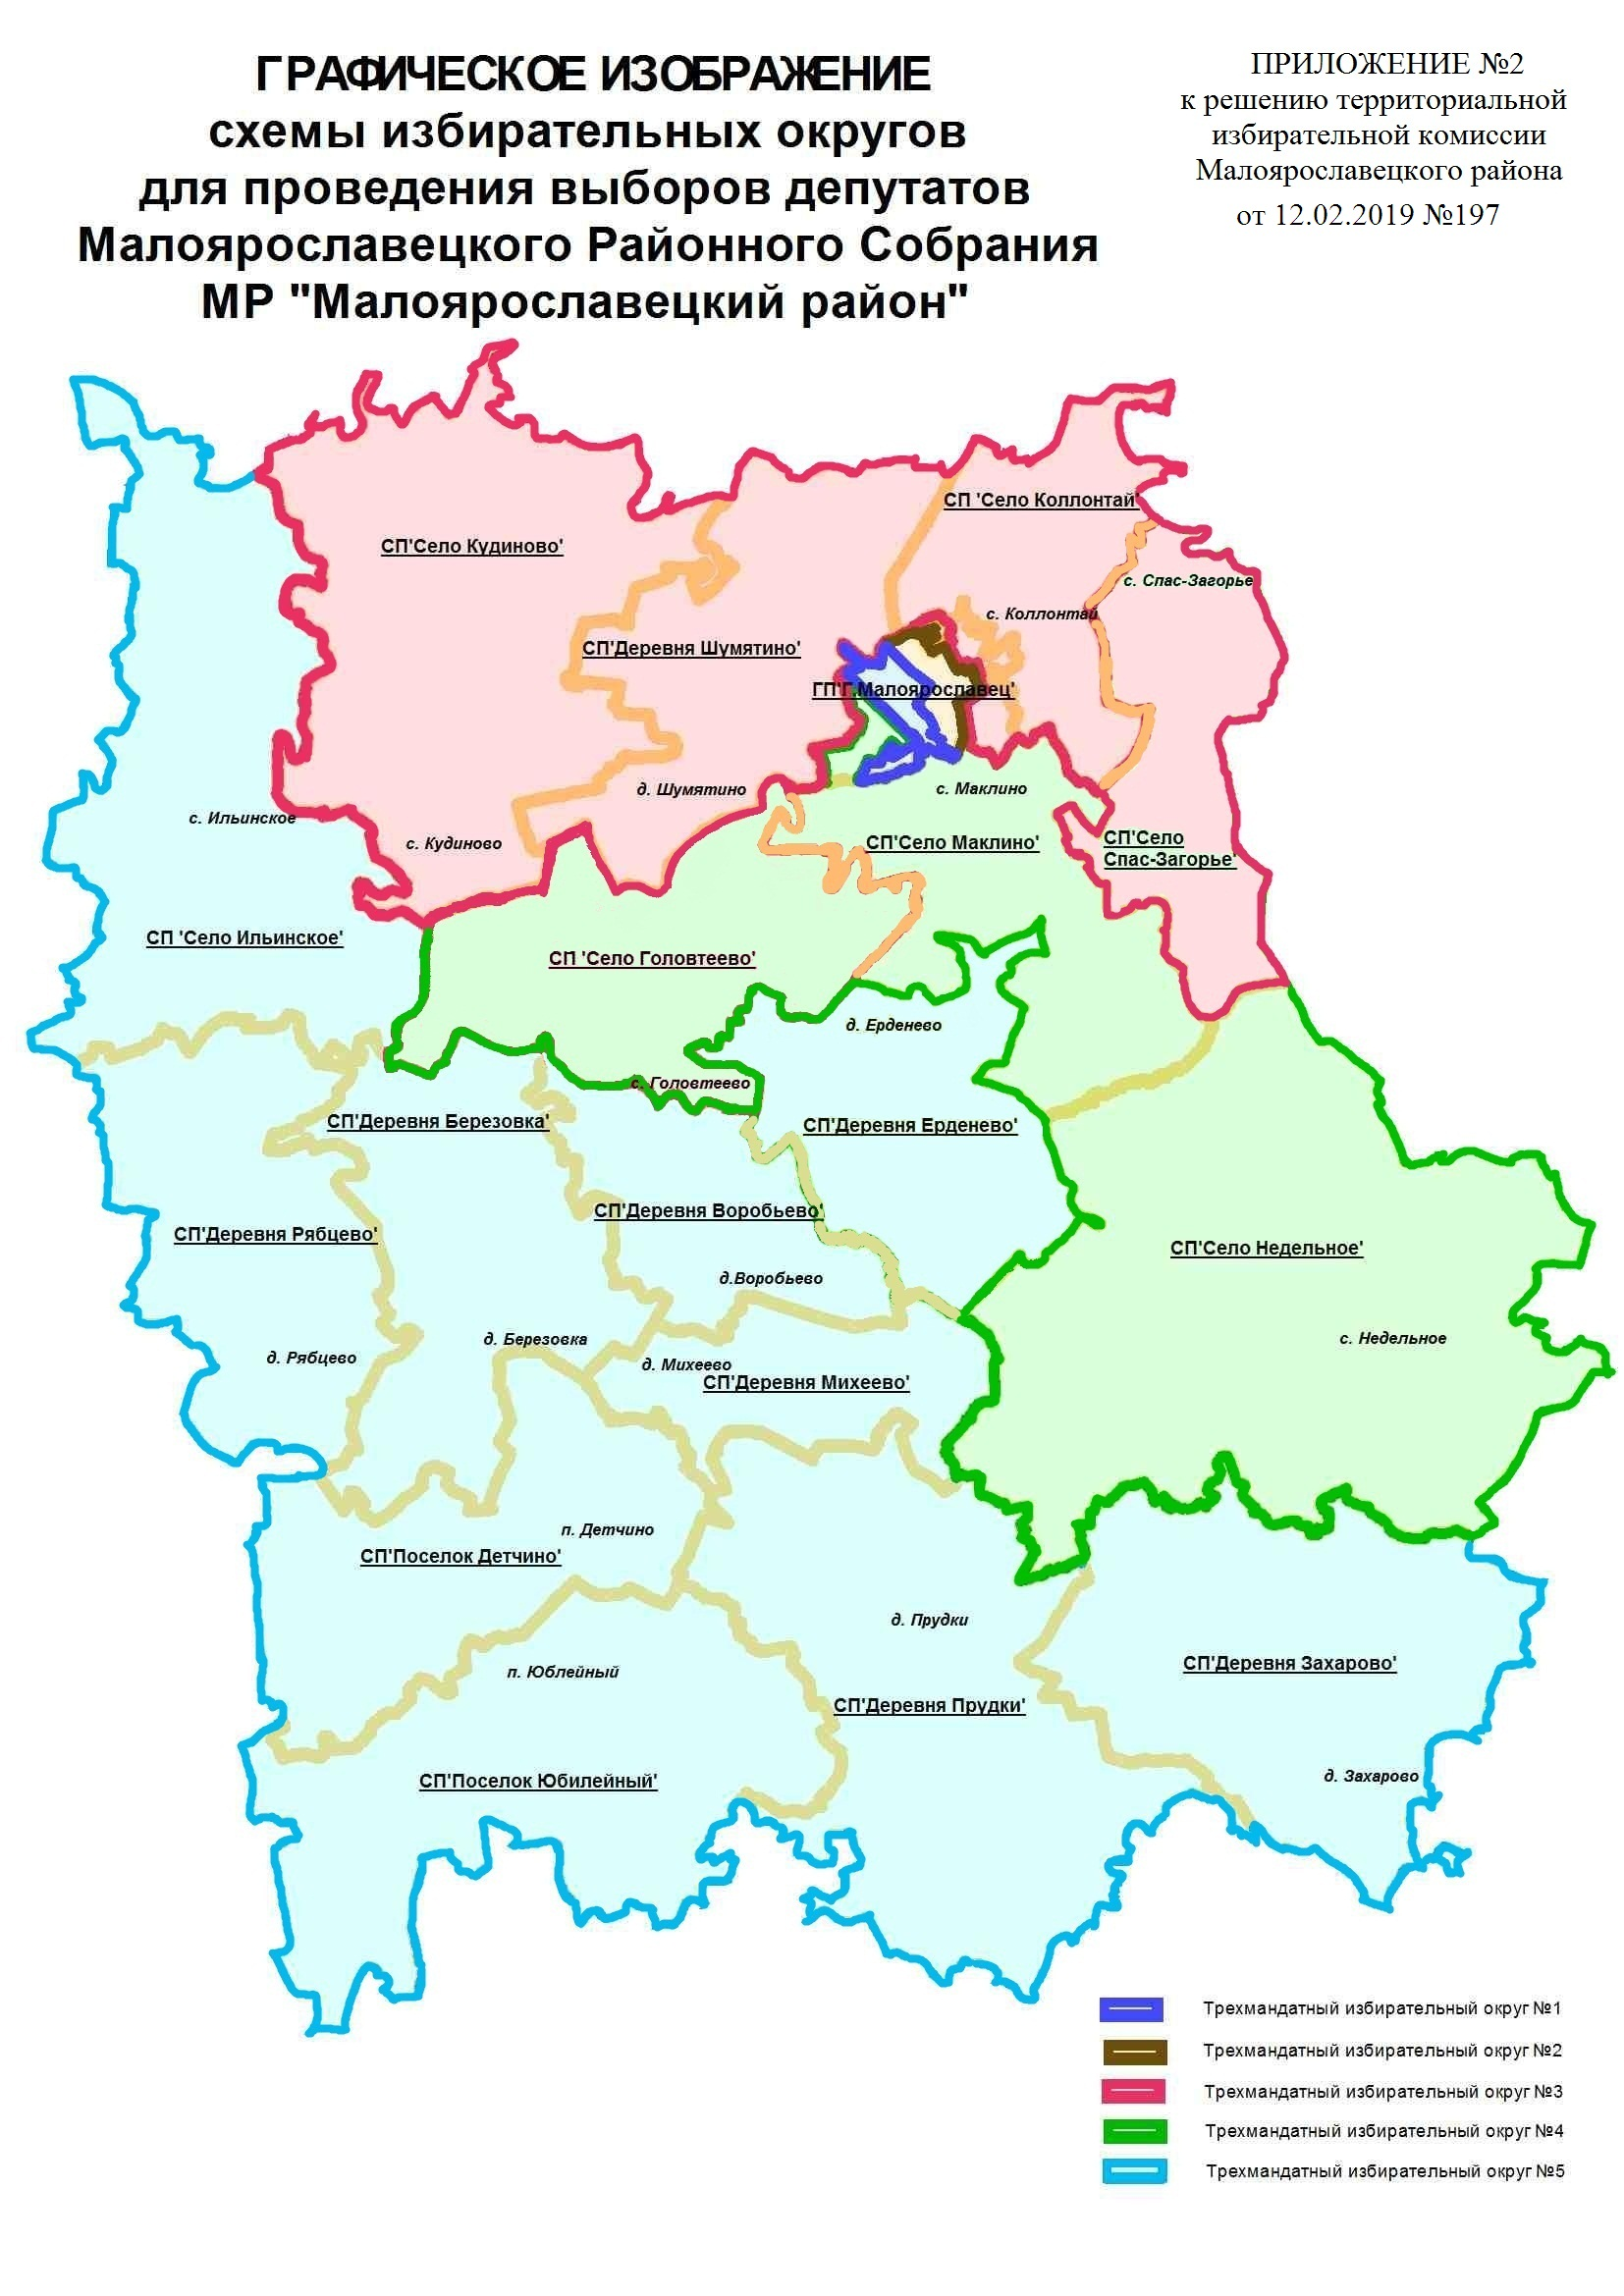 ГРАФИЧЕСКОЕ ИЗОБРАЖЕНИЕ
схемы избирательных округов
для проведения выборов депутатов
Малоярославецкого Районного Собрания
МР "Малоярославецкий район"
ПРИЛОЖЕНИЕ №2
к решению территориальной
избирательной комиссии
Малоярославецкого района
от 12.02.2019 №197
СП 'Село Коллонтай'
СП'Село Кудиново'
с. Спас-Загорье
с. Коллонтай
СП'Деревня Шумятино'
ГП'Г.Малоярославец'
д. Шумятино
с. Маклино
с. Ильинское
с. Кудиново
СП'Село Маклино'
СП'Село
Спас-Загорье'
СП 'Село Ильинское'
СП 'Село Головтеево'
д. Ерденево
с. Головтеево
СП'Деревня Березовка'
СП'Деревня Ерденево'
СП'Деревня Воробьево'
СП'Деревня Рябцево'
СП'Село Недельное'
д.Воробьево
д. Березовка
с. Недельное
д. Рябцево
д. Михеево
СП'Деревня Михеево'
п. Детчино
СП'Поселок Детчино'
д. Прудки
СП'Деревня Захарово'
п. Юблейный
СП'Деревня Прудки'
д. Захарово
СП'Поселок Юбилейный'
Трехмандатный избирательный округ №1
Трехмандатный избирательный округ №2
Трехмандатный избирательный округ №3
Трехмандатный избирательный округ №4
Трехмандатный избирательный округ №5